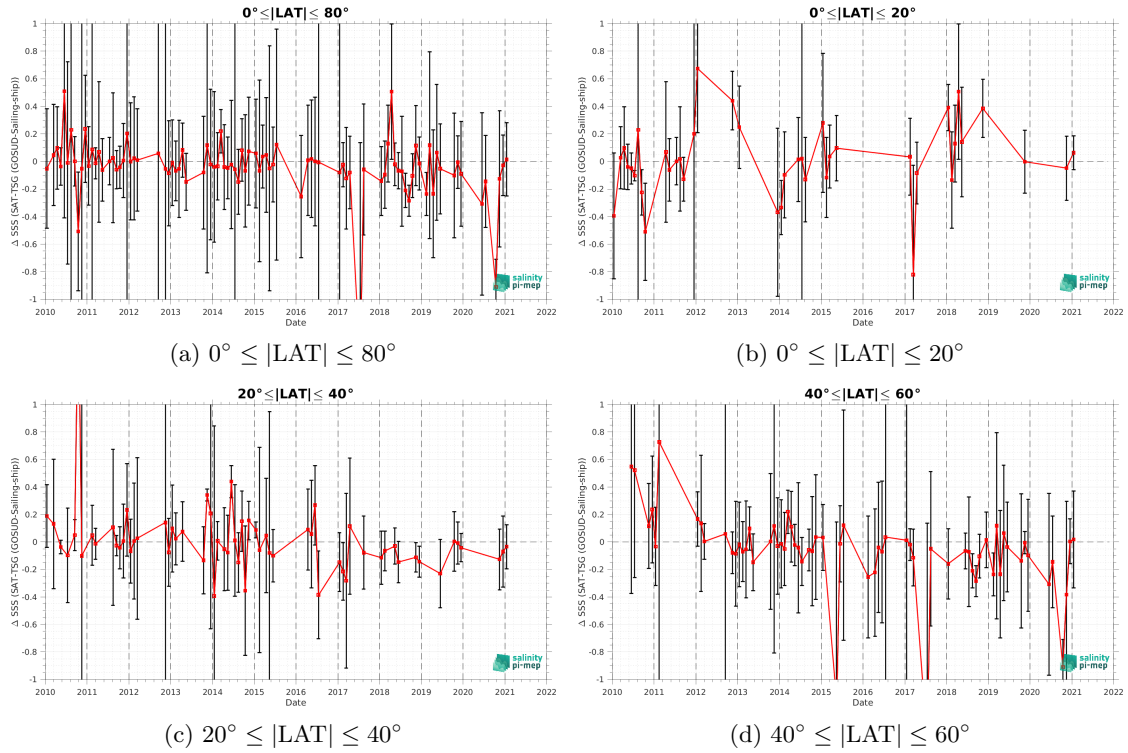 0°≤|LAT|≤ 80°
Δ SSS (SAT-TSG (GOSUD-Sailing-ship))
1
0.8
0.6
0.4
0.2
0
-0.2
-0.4
-0.6
-0.8
-1
2010 2011 2012 2013 2014 2015 2016 2017 2018 2019 2020 2021 2022
Date
salinity
pi-mep
(a) 0° ≤ |LAT| ≤ 80°
0°≤|LAT|≤ 20°
Δ SSS (SAT-TSG (GOSUD-Sailing-ship))
1
0.8
0.6
0.4
0.2
0
-0.2
-0.4
-0.6
-0.8
-1
2010 2011 2012 2013 2014 2015 2016 2017 2018 2019 2020 2021 2022
Date
salinity
pi-mep
(b) 0° ≤ |LAT| ≤ 20°
20°≤|LAT|≤ 40°
Δ SSS (SAT-TSG (GOSUD-Sailing-ship))
1
0.8
0.6
0.4
0.2
0
-0.2
-0.4
-0.6
-0.8
-1
2010 2011 2012 2013 2014 2015 2016 2017 2018 2019 2020 2021 2022
Date
salinity
pi-mep
(c) 20° ≤ |LAT| ≤ 40°
40°≤|LAT|≤ 60°
Δ SSS (SAT-TSG (GOSUD-Sailing-ship))
1
0.8
0.6
0.4
0.2
0
-0.2
-0.4
-0.6
-0.8
-1
2010 2011 2012 2013 2014 2015 2016 2017 2018 2019 2020 2021 2022
Date
salinity
pi-mep
(d) 40° ≤ |LAT| ≤ 60°